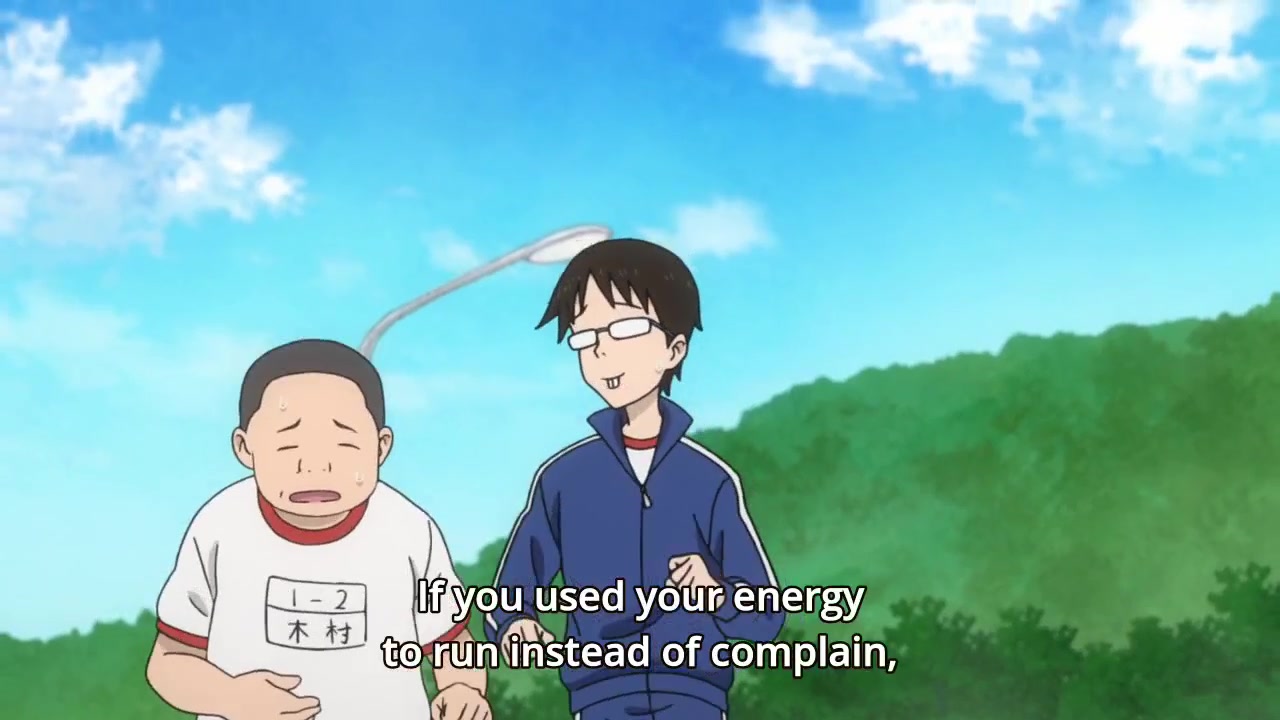 1-2
木村
If you used your energy
to run instead of complain,